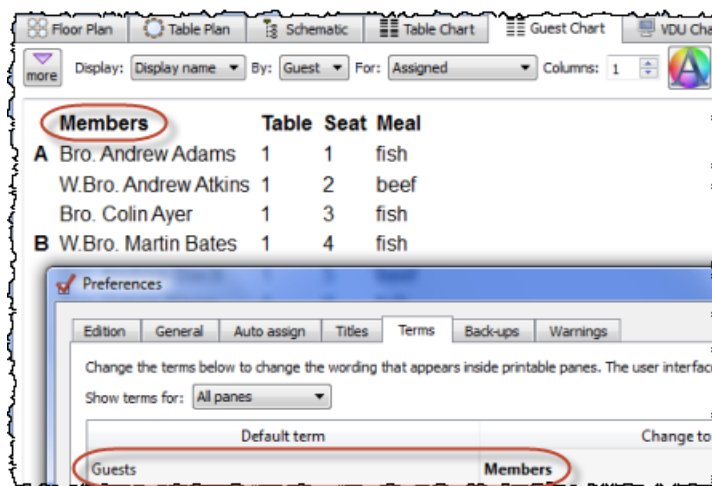 Floor Plan Table Plan Schematic Table Chart Guest Chart VDU Cha
more Display: Display name By: Guest For: Assigned Columns: 1
Members Table Seat Meal
A Bro. Andrew Adams 1 1 fish
W.Bro. Andrew Atkins 1 2 beef
Bro. Colin Ayer 1 3 fish
B W.Bro. Martin Bates 1 4 fish
Preferences
Edition General Auto assign Titles Terms Back-ups Warnings
Change the terms below to change the wording that appears inside printable panes. The user interfac
Show terms for: All panes
Default term Change to
Guests Members